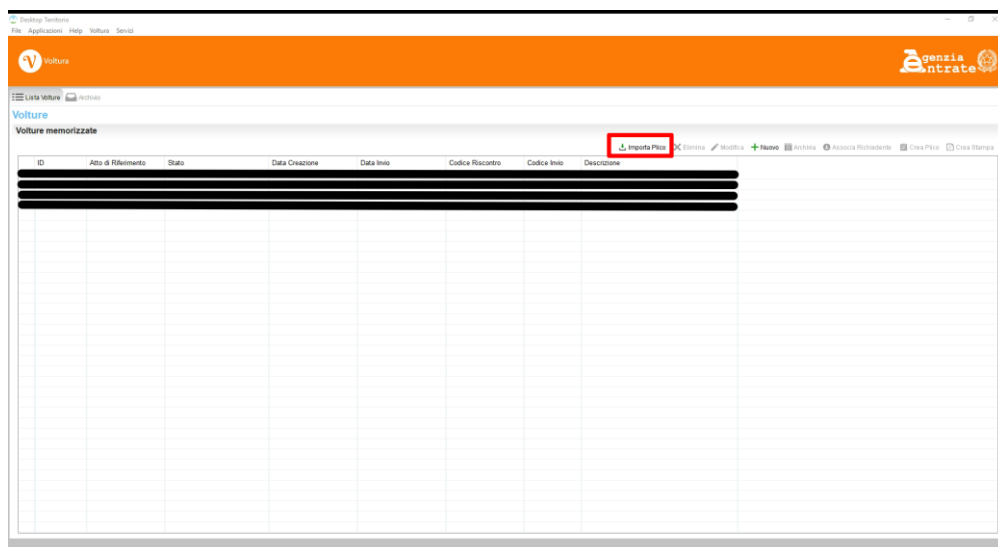 Desktop Territorio
File Applicazioni Help Voltura Servizi
Voltura
Agenzia Entrate
Lista Volture Archivio
Volture
Volture memorizzate
Importa Plico Elimina Modifica Nuovo Archivia Associa Richiedente Crea Plico Crea Stampa
ID Atto di Riferimento Stato Data Creazione Data Invio Codice Riscontro Codice Invio Descrizione